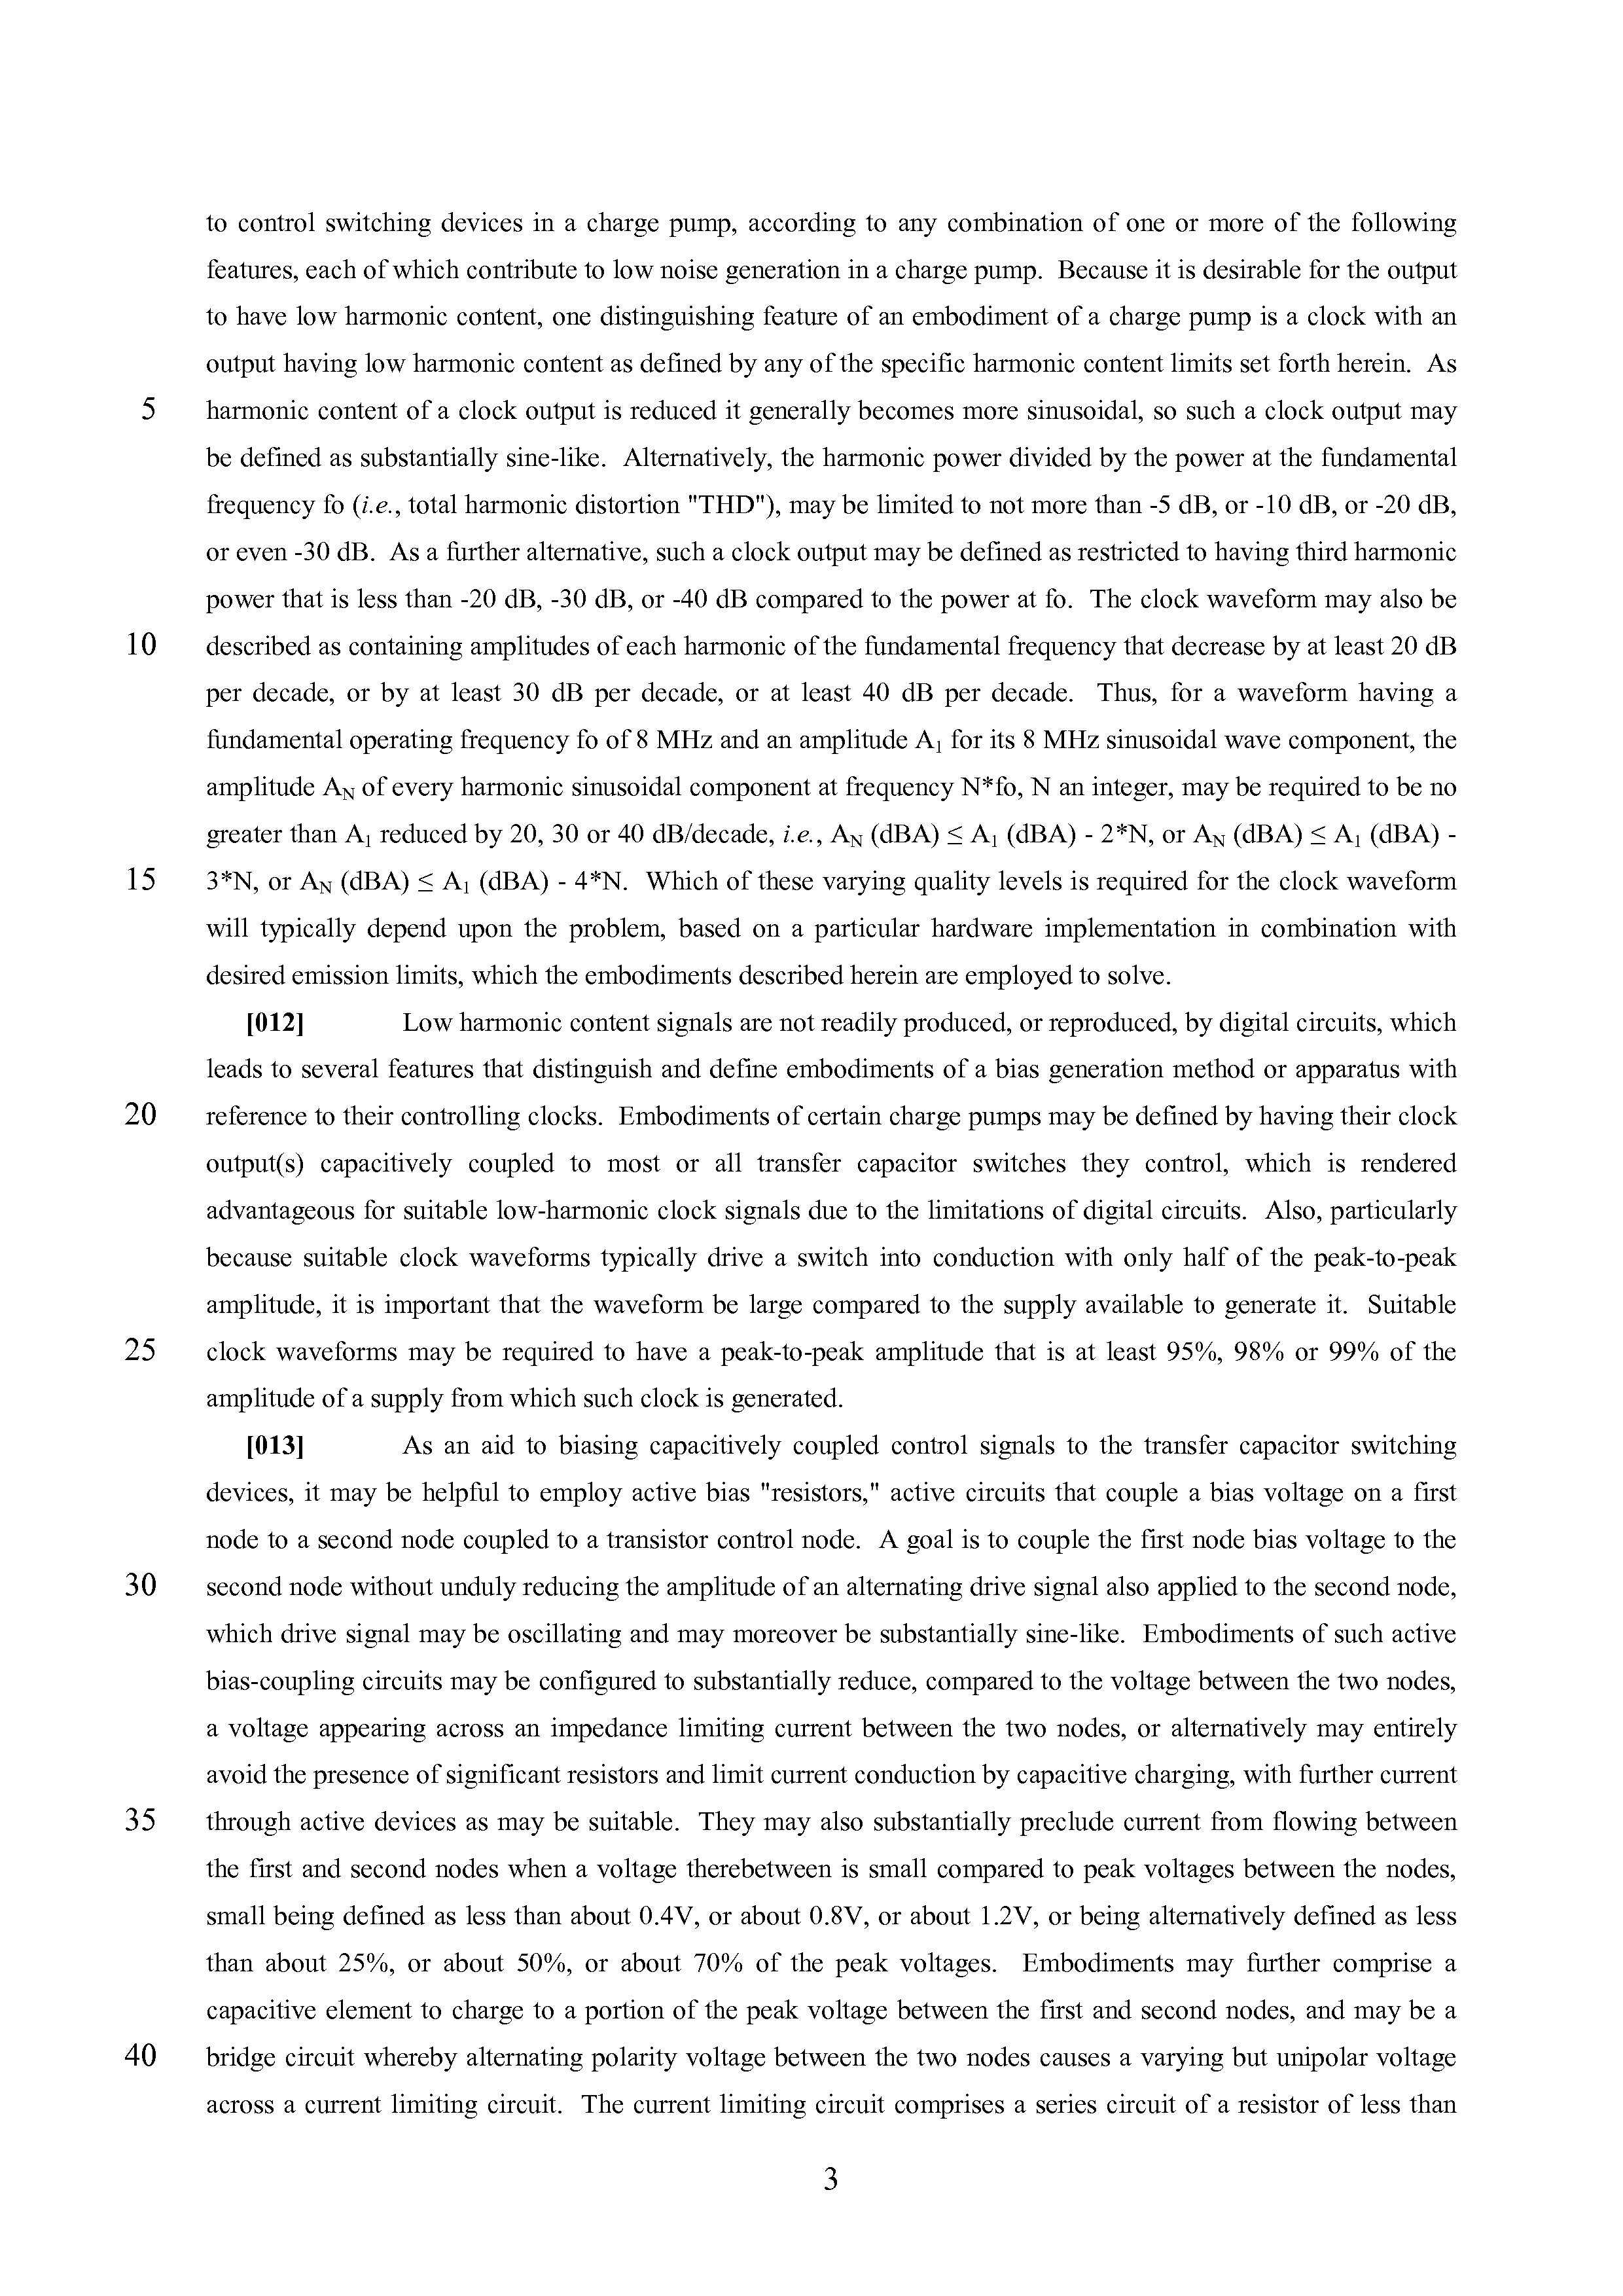 to control switching devices in a charge pump, according to any combination of one or more of the following
features, each of which contribute to low noise generation in a charge pump.  Because it is desirable for the output
to have low harmonic content, one distinguishing feature of an embodiment of a charge pump is a clock with an
output having low harmonic content as defined by any of the specific harmonic content limits set forth herein.  As
5 harmonic content of a clock output is reduced it generally becomes more sinusoidal, so such a clock output may
be defined as substantially sine-like.  Alternatively, the harmonic power divided by the power at the fundamental
frequency fo (i.e., total harmonic distortion "THD"), may be limited to not more than -5 dB, or -10 dB, or -20 dB,
or even -30 dB.  As a further alternative, such a clock output may be defined as restricted to having third harmonic
power that is less than -20 dB, -30 dB, or -40 dB compared to the power at fo.  The clock waveform may also be
10 described as containing amplitudes of each harmonic of the fundamental frequency that decrease by at least 20 dB
per decade, or by at least 30 dB per decade, or at least 40 dB per decade.  Thus, for a waveform having a
fundamental operating frequency fo of 8 MHz and an amplitude A₁ for its 8 MHz sinusoidal wave component, the
amplitude A_N of every harmonic sinusoidal component at frequency N*fo, N an integer, may be required to be no
greater than A₁ reduced by 20, 30 or 40 dB/decade, i.e., A_N (dBA) ≤ A₁ (dBA) - 2*N, or A_N (dBA) ≤ A₁ (dBA) -
15 3*N, or A_N (dBA) ≤ A₁ (dBA) - 4*N.  Which of these varying quality levels is required for the clock waveform
will typically depend upon the problem, based on a particular hardware implementation in combination with
desired emission limits, which the embodiments described herein are employed to solve.
[012] Low harmonic content signals are not readily produced, or reproduced, by digital circuits, which
leads to several features that distinguish and define embodiments of a bias generation method or apparatus with
20 reference to their controlling clocks.  Embodiments of certain charge pumps may be defined by having their clock
output(s) capacitively coupled to most or all transfer capacitor switches they control, which is rendered
advantageous for suitable low-harmonic clock signals due to the limitations of digital circuits.  Also, particularly
because suitable clock waveforms typically drive a switch into conduction with only half of the peak-to-peak
amplitude, it is important that the waveform be large compared to the supply available to generate it.  Suitable
25 clock waveforms may be required to have a peak-to-peak amplitude that is at least 95%, 98% or 99% of the
amplitude of a supply from which such clock is generated.
[013] As an aid to biasing capacitively coupled control signals to the transfer capacitor switching
devices, it may be helpful to employ active bias "resistors," active circuits that couple a bias voltage on a first
node to a second node coupled to a transistor control node.  A goal is to couple the first node bias voltage to the
30 second node without unduly reducing the amplitude of an alternating drive signal also applied to the second node,
which drive signal may be oscillating and may moreover be substantially sine-like.  Embodiments of such active
bias-coupling circuits may be configured to substantially reduce, compared to the voltage between the two nodes,
a voltage appearing across an impedance limiting current between the two nodes, or alternatively may entirely
avoid the presence of significant resistors and limit current conduction by capacitive charging, with further current
35 through active devices as may be suitable.  They may also substantially preclude current from flowing between
the first and second nodes when a voltage therebetween is small compared to peak voltages between the nodes,
small being defined as less than about 0.4V, or about 0.8V, or about 1.2V, or being alternatively defined as less
than about 25%, or about 50%, or about 70% of the peak voltages.  Embodiments may further comprise a
capacitive element to charge to a portion of the peak voltage between the first and second nodes, and may be a
40 bridge circuit whereby alternating polarity voltage between the two nodes causes a varying but unipolar voltage
across a current limiting circuit.  The current limiting circuit comprises a series circuit of a resistor of less than
3